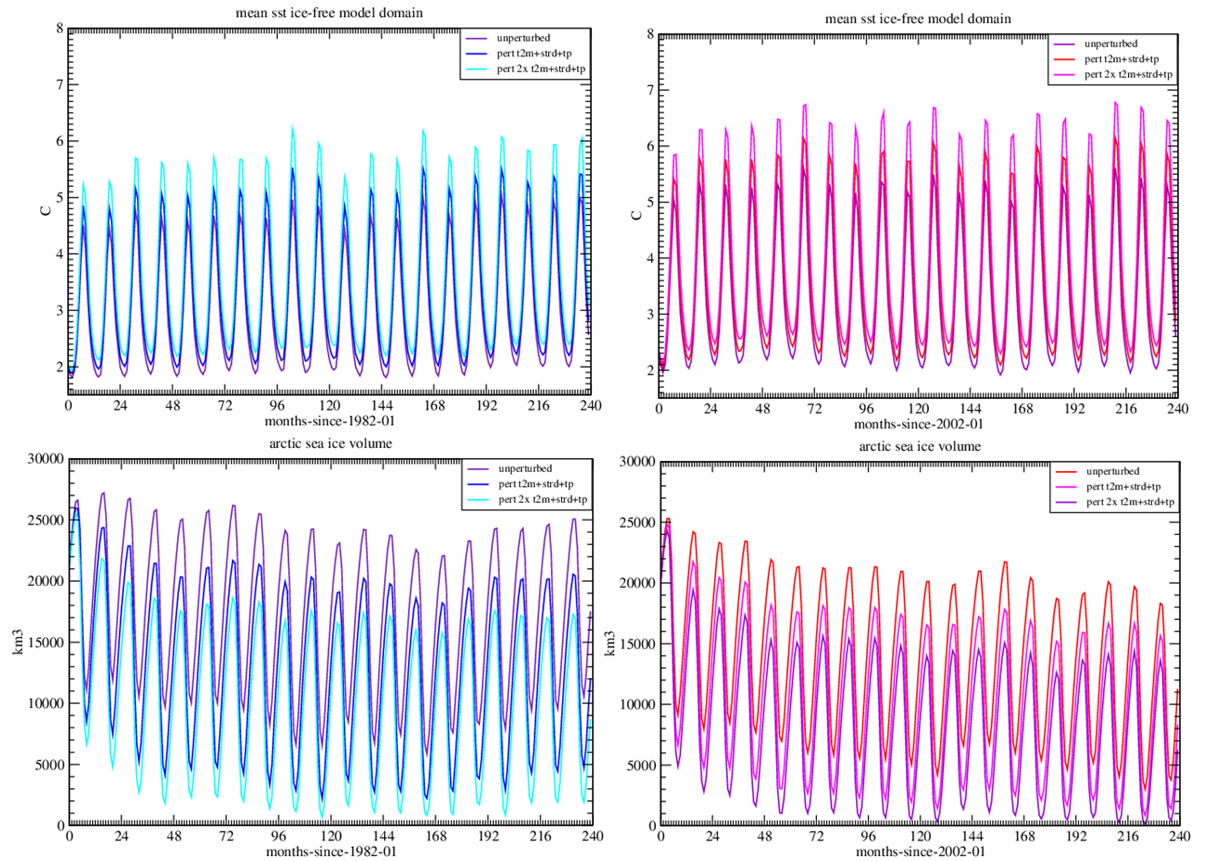 mean sst ice-free model domain
8
7
6
5
4
3
2
C
unperturbed
pert t2m+strd+tp
pert 2x t2m+strd+tp
0 24 48 72 96 120 144 168 192 216 240
months-since-1982-01
mean sst ice-free model domain
8
7
6
5
4
3
2
C
unperturbed
pert t2m+strd+tp
pert 2x t2m+strd+tp
0 24 48 72 96 120 144 168 192 216 240
months-since-2002-01
arctic sea ice volume
30000
25000
20000
15000
10000
5000
0
km3
unperturbed
pert t2m+strd+tp
pert 2x t2m+strd+tp
0 24 48 72 96 120 144 168 192 216 240
months-since-1982-01
arctic sea ice volume
30000
25000
20000
15000
10000
5000
0
km3
unperturbed
pert t2m+strd+tp
pert 2x t2m+strd+tp
0 24 48 72 96 120 144 168 192 216 240
months-since-2002-01